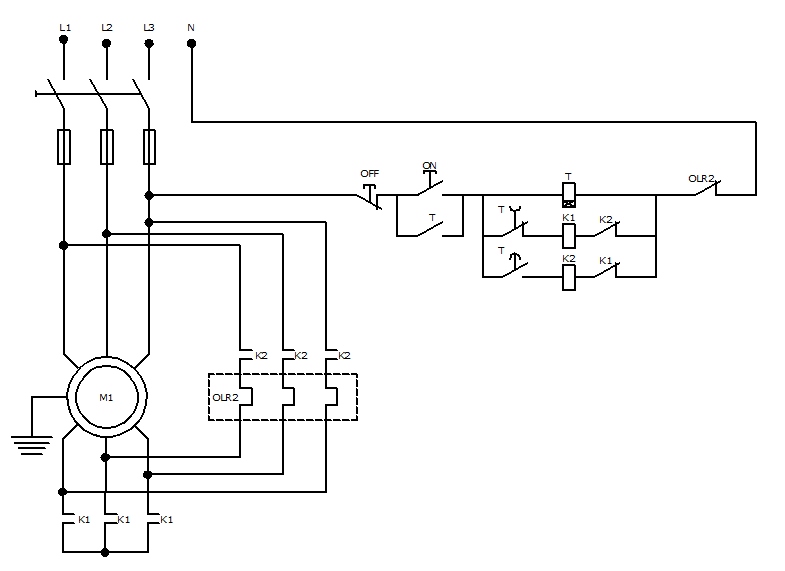 L1 L2 L3 N
OFF ON T OLR2
T T K1 K2
T K2 K1
K2 K2 K2
OLR2
M1
K1 K1 K1